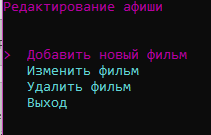 Редактирование афиши
> Добавить новый фильм
Изменить фильм
Удалить фильм
Выход